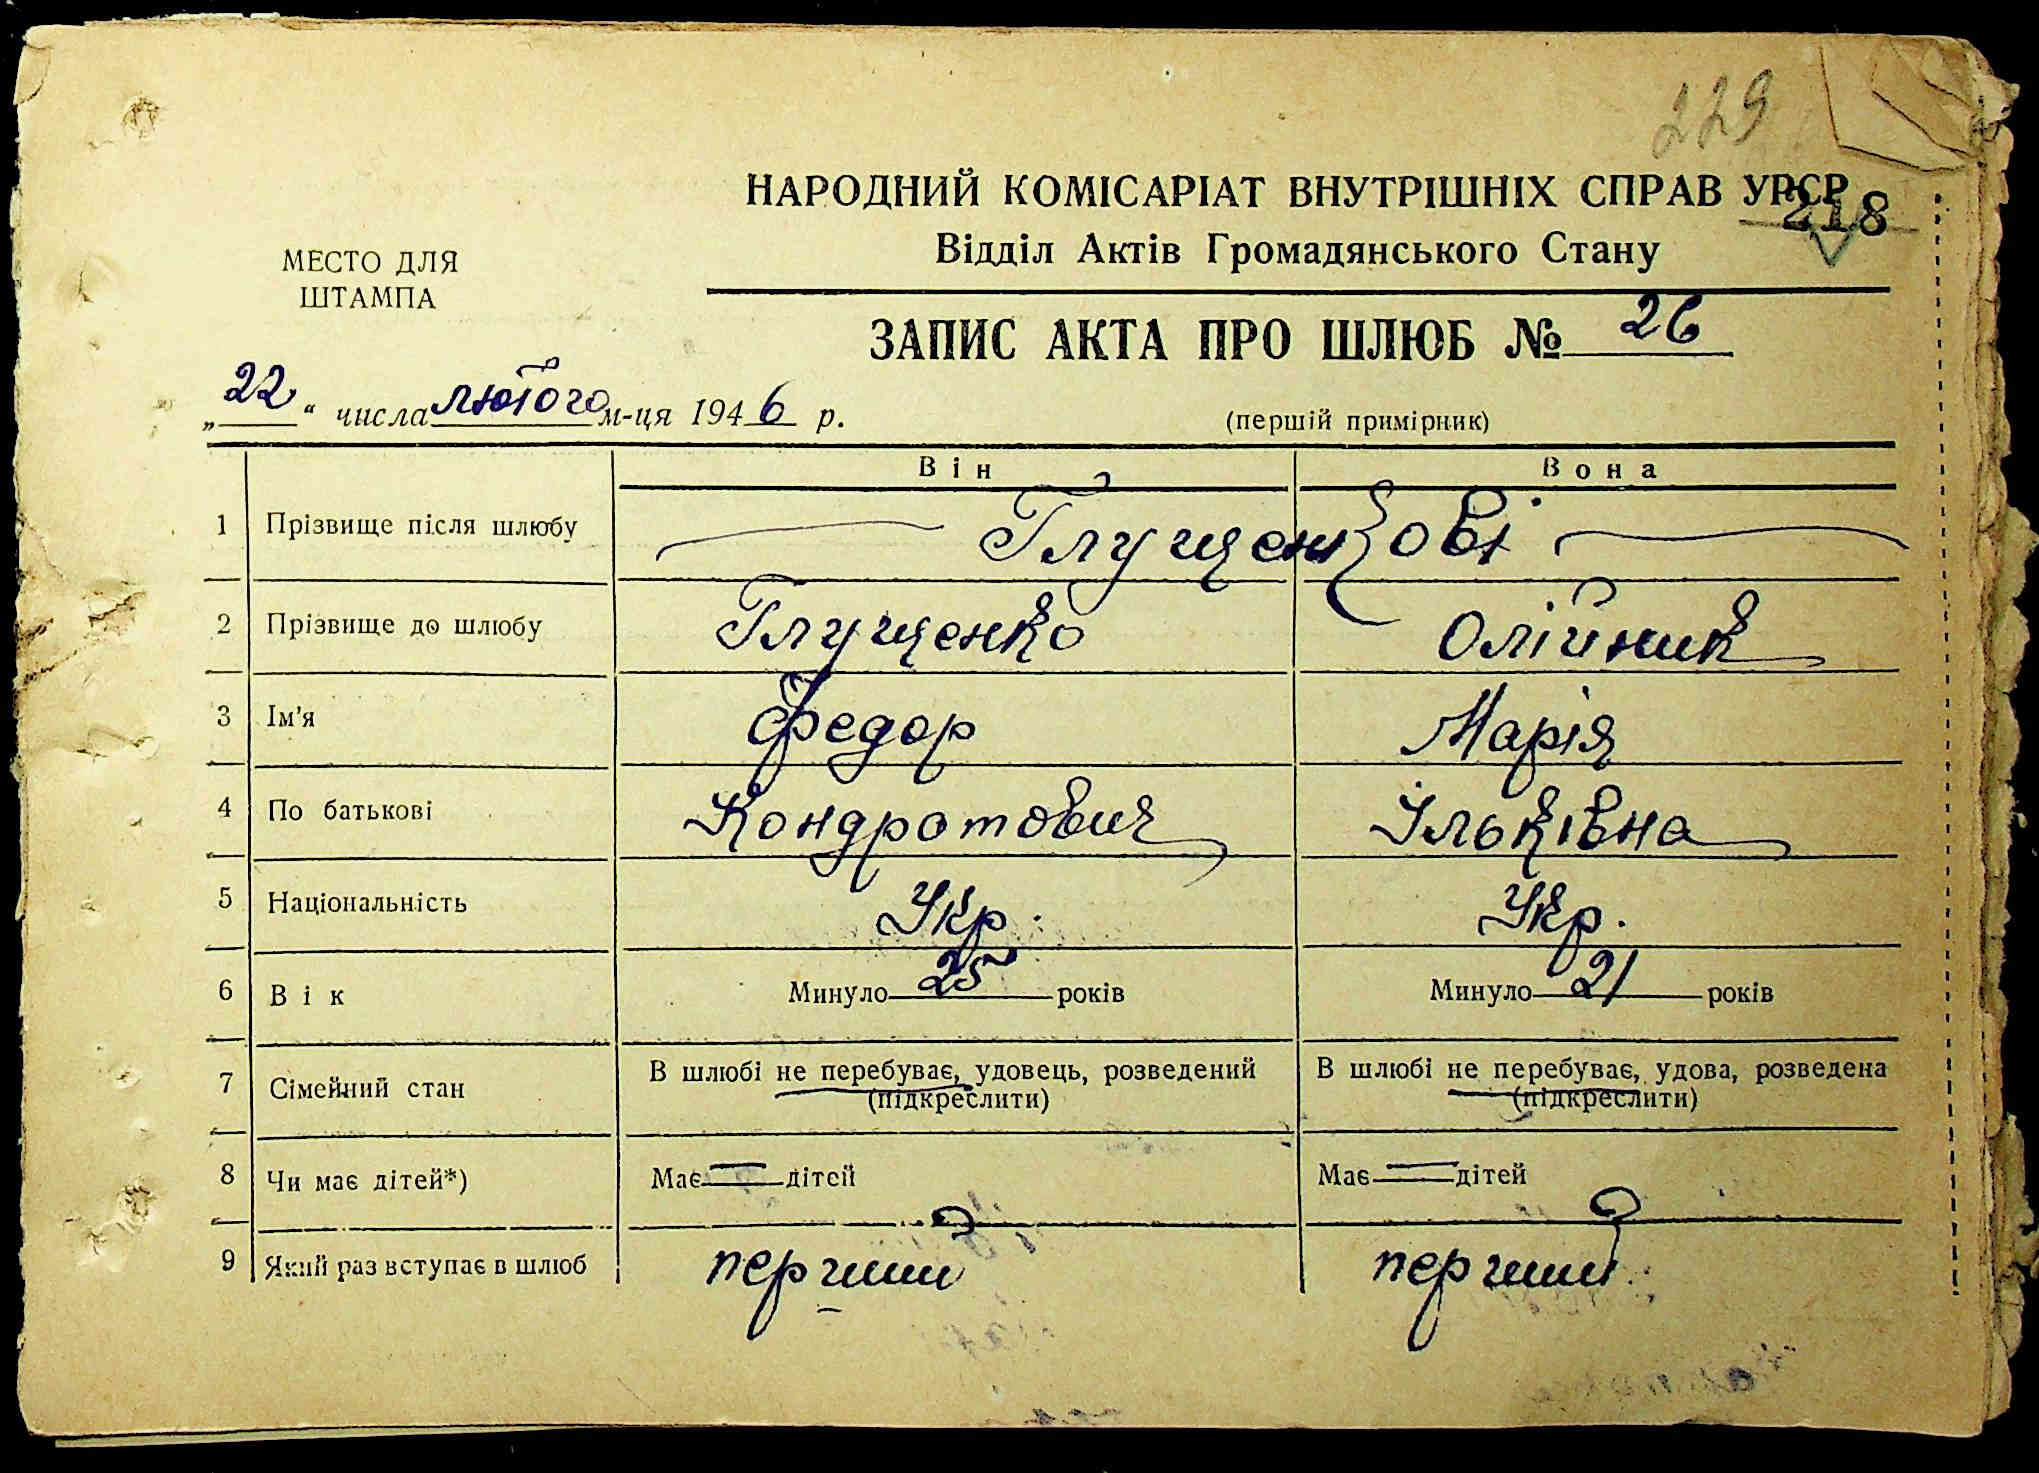 229
НАРОДНИЙ КОМІСАРІАТ ВНУТРІШНІХ СПРАВ УРСР
218
Відділ Актів Громадянського Стану
МЕСТО ДЛЯ
ШТАМПА
ЗАПИС АКТА ПРО ШЛЮБ № 26
„22“ числа лютого м-ця 1946 р.
(перший примірник)
Він Вона
1 Прізвище після шлюбу Глущенкові
2 Прізвище до шлюбу Глущенко Олійник
3 Ім'я Федор Марія
4 По батькові Кондратович Ільківна
5 Національність Укр. Укр.
6 Вік Минуло 25 років Минуло 21 років
7 Сімейний стан В шлюбі не перебуває, удовець, розведений (підкреслити) В шлюбі не перебуває, удова, розведена (підкреслити)
8 Чи має дітей*) Має — дітей Має — дітей
9 Який раз вступає в шлюб перший перший